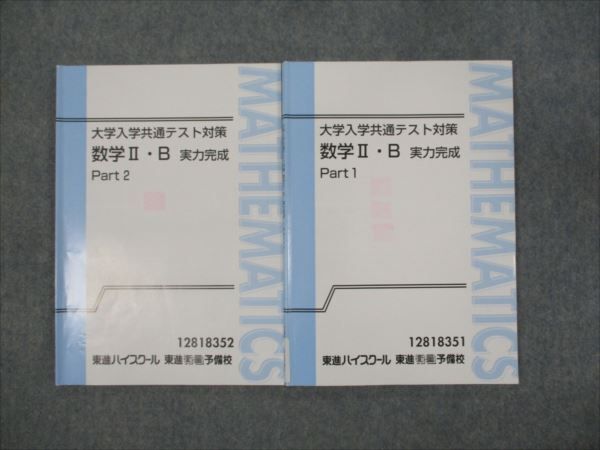 大学入学共通テスト対策
数学Ⅱ・B 実力完成
Part 2
MATHEMATICS
12818352
東進ハイスクール 東進衛星予備校
大学入学共通テスト対策
数学Ⅱ・B 実力完成
Part 1
MATHEMATICS
12818351
東進ハイスクール 東進衛星予備校